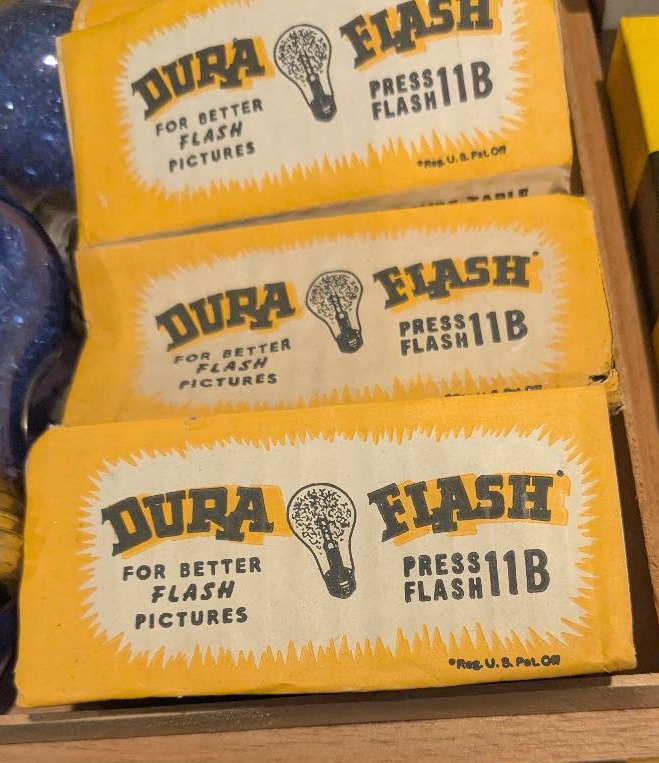 DURA FLASH
FOR BETTER
FLASH
PICTURES
PRESS
FLASH 11B
*Reg. U. S. Pat. Off
TABLE
DURA FLASH*
FOR BETTER
FLASH
PICTURES
PRESS
FLASH 11B
DURA FLASH*
FOR BETTER
FLASH
PICTURES
PRESS
FLASH 11B
*Reg. U. S. Pat. Off